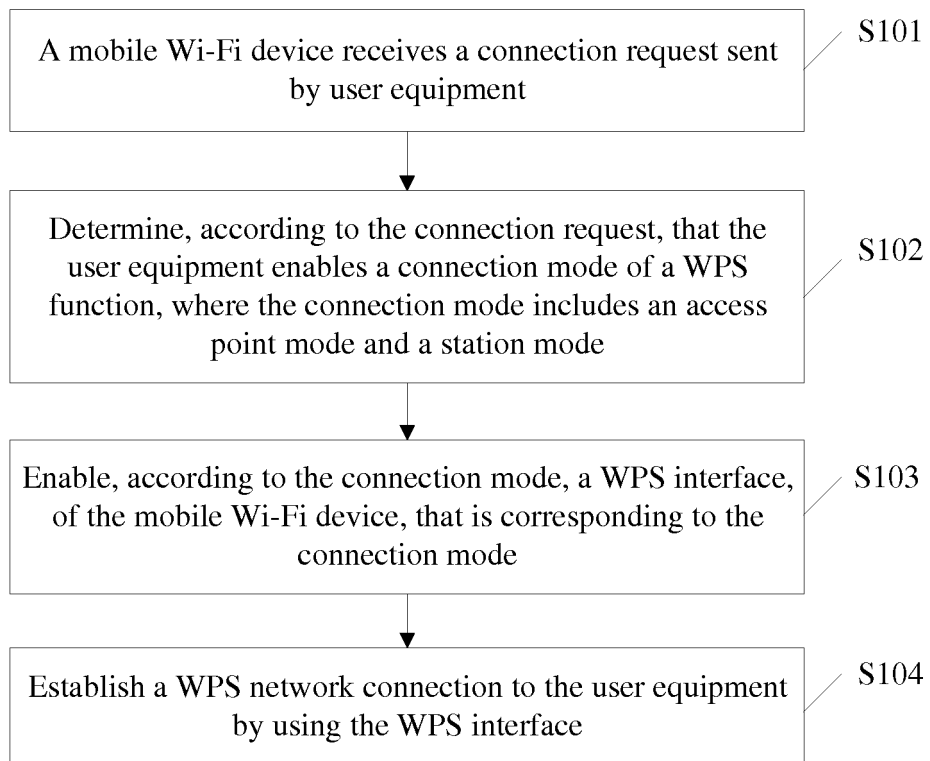 A mobile Wi-Fi device receives a connection request sent
by user equipment
S101
Determine, according to the connection request, that the
user equipment enables a connection mode of a WPS
function, where the connection mode includes an access
point mode and a station mode
S102
Enable, according to the connection mode, a WPS interface,
of the mobile Wi-Fi device, that is corresponding to the
connection mode
S103
Establish a WPS network connection to the user equipment
by using the WPS interface
S104